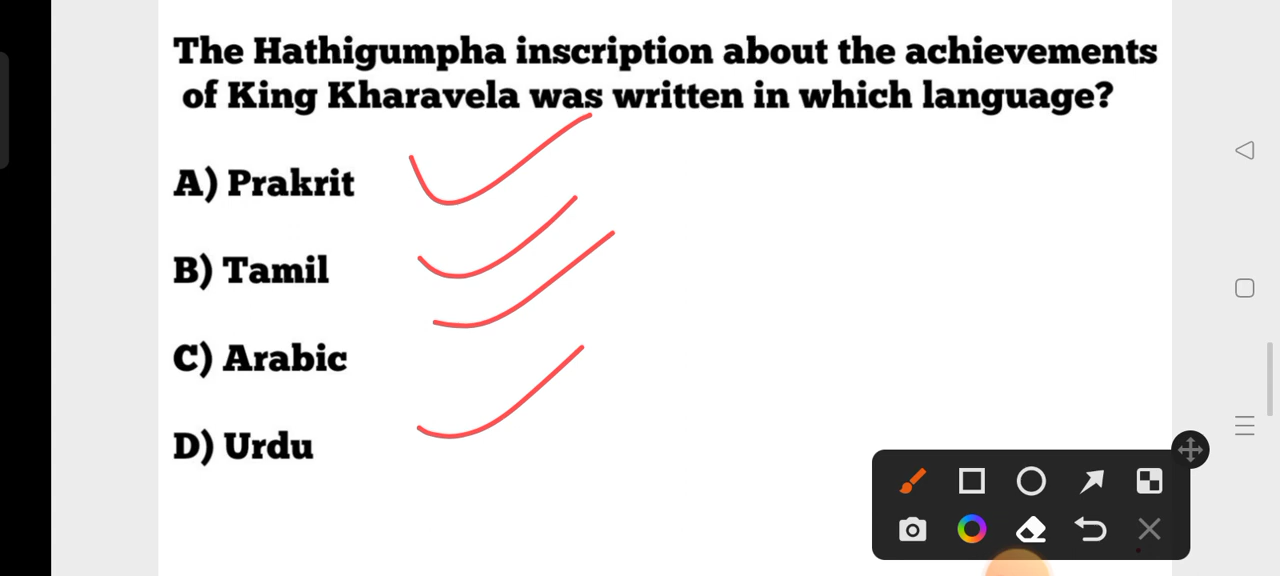 The Hathigumpha inscription about the achievements
of King Kharavela was written in which language?
A) Prakrit
B) Tamil
C) Arabic
D) Urdu